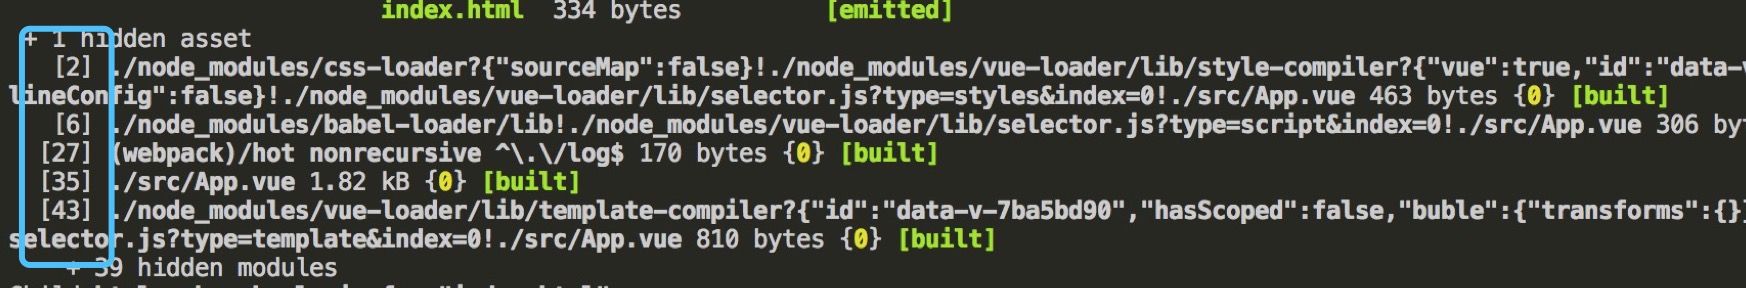 index.html 334 bytes [emitted]
+ 1 hidden asset
[2] ./node_modules/css-loader?{"sourceMap":false}!./node_modules/vue-loader/lib/style-compiler?{"vue":true,"id":"data-v
lineConfig":false}!./node_modules/vue-loader/lib/selector.js?type=styles&index=0!./src/App.vue 463 bytes {0} [built]
[6] ./node_modules/babel-loader/lib!./node_modules/vue-loader/lib/selector.js?type=script&index=0!./src/App.vue 306 byt
[27] (webpack)/hot nonrecursive ^\.\/log$ 170 bytes {0} [built]
[35] ./src/App.vue 1.82 kB {0} [built]
[43] ./node_modules/vue-loader/lib/template-compiler?{"id":"data-v-7ba5bd90","hasScoped":false,"buble":{"transforms":{}}
selector.js?type=template&index=0!./src/App.vue 810 bytes {0} [built]
+ 39 hidden modules